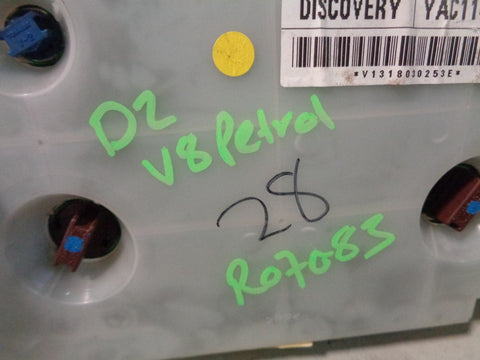 DISCOVERY YAC11
*V1318030253E*
D2
V8 Petrol
28
R07083